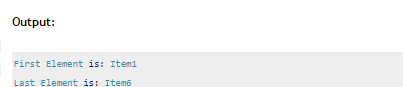 Output:
First Element is: Item1
Last Element is: Item6